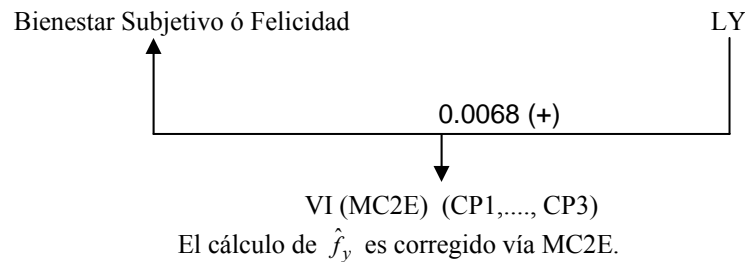 Bienestar Subjetivo ó Felicidad LY
0.0068 (+)
VI (MC2E) (CP1,...., CP3)
El cálculo de f̂y es corregido vía MC2E.